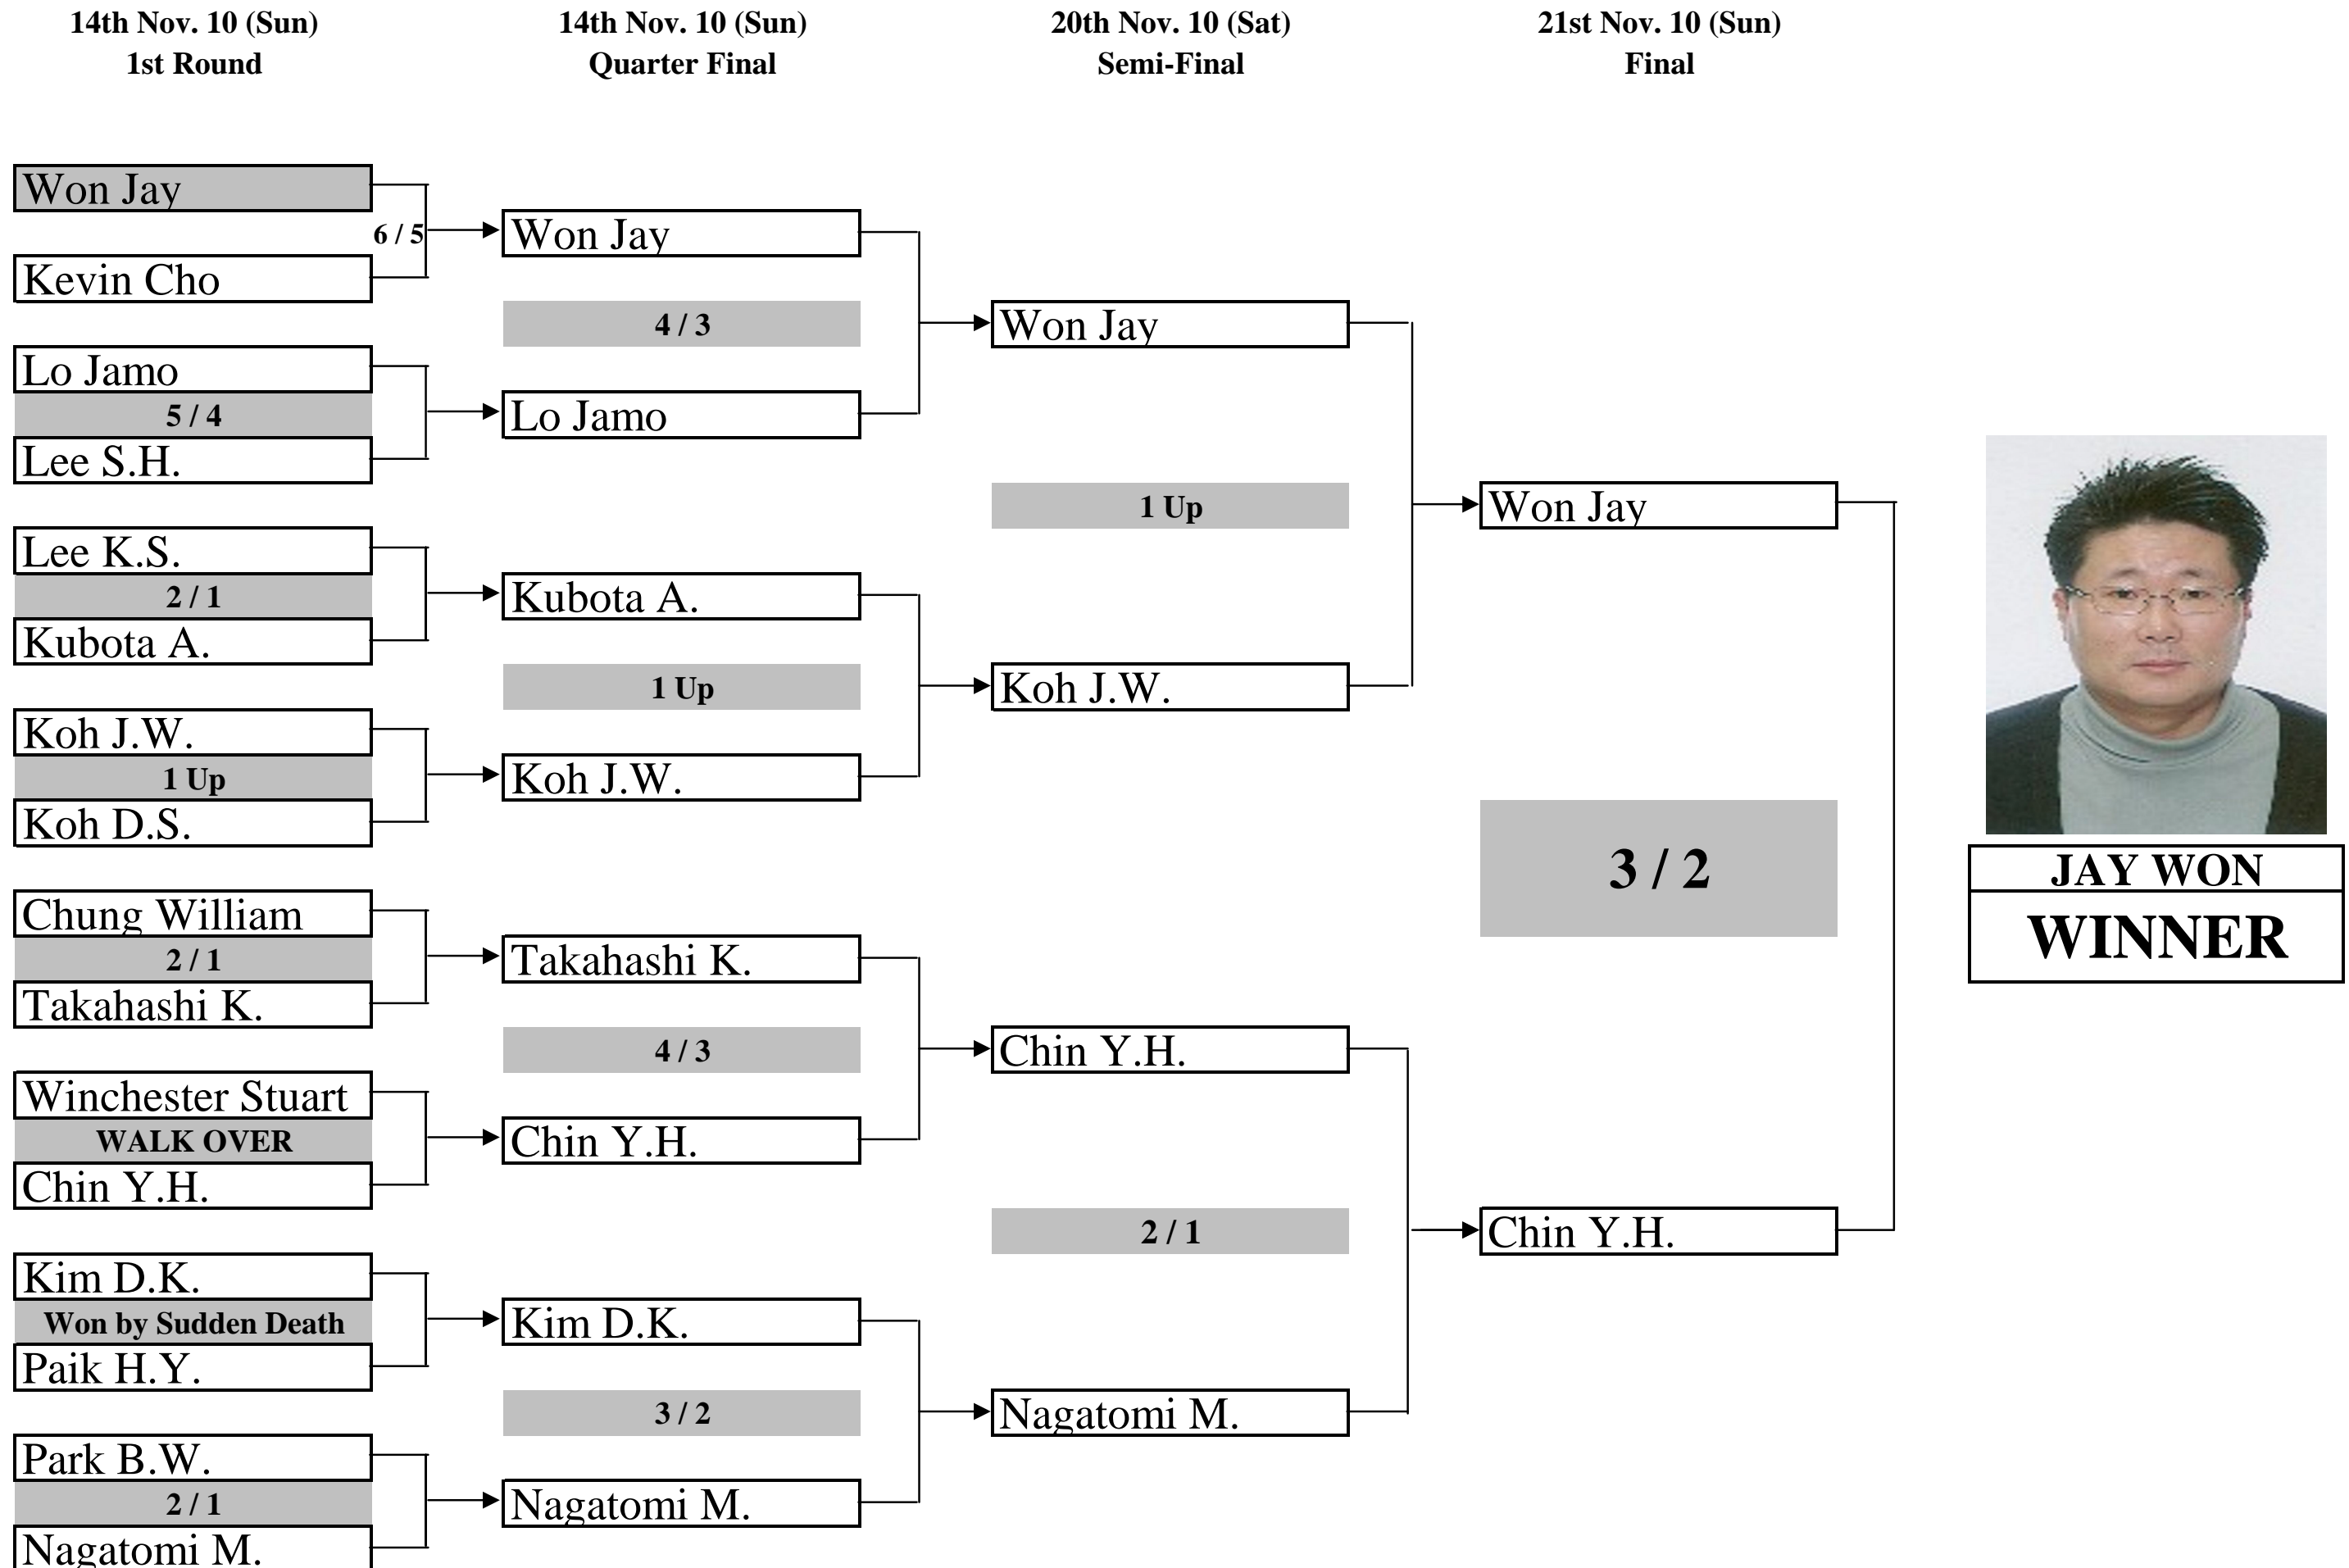 14th Nov. 10 (Sun)
1st Round
14th Nov. 10 (Sun)
Quarter Final
20th Nov. 10 (Sat)
Semi-Final
21st Nov. 10 (Sun)
Final
Won Jay
6 / 5
Kevin Cho
Lo Jamo
5 / 4
Lee S.H.
Lee K.S.
2 / 1
Kubota A.
Koh J.W.
1 Up
Koh D.S.
Chung William
2 / 1
Takahashi K.
Winchester Stuart
WALK OVER
Chin Y.H.
Kim D.K.
Won by Sudden Death
Paik H.Y.
Park B.W.
2 / 1
Nagatomi M.
Won Jay
4 / 3
Lo Jamo
Kubota A.
1 Up
Koh J.W.
Takahashi K.
4 / 3
Chin Y.H.
Kim D.K.
3 / 2
Nagatomi M.
Won Jay
1 Up
Koh J.W.
Chin Y.H.
2 / 1
Nagatomi M.
Won Jay
3 / 2
Chin Y.H.
JAY WON
WINNER